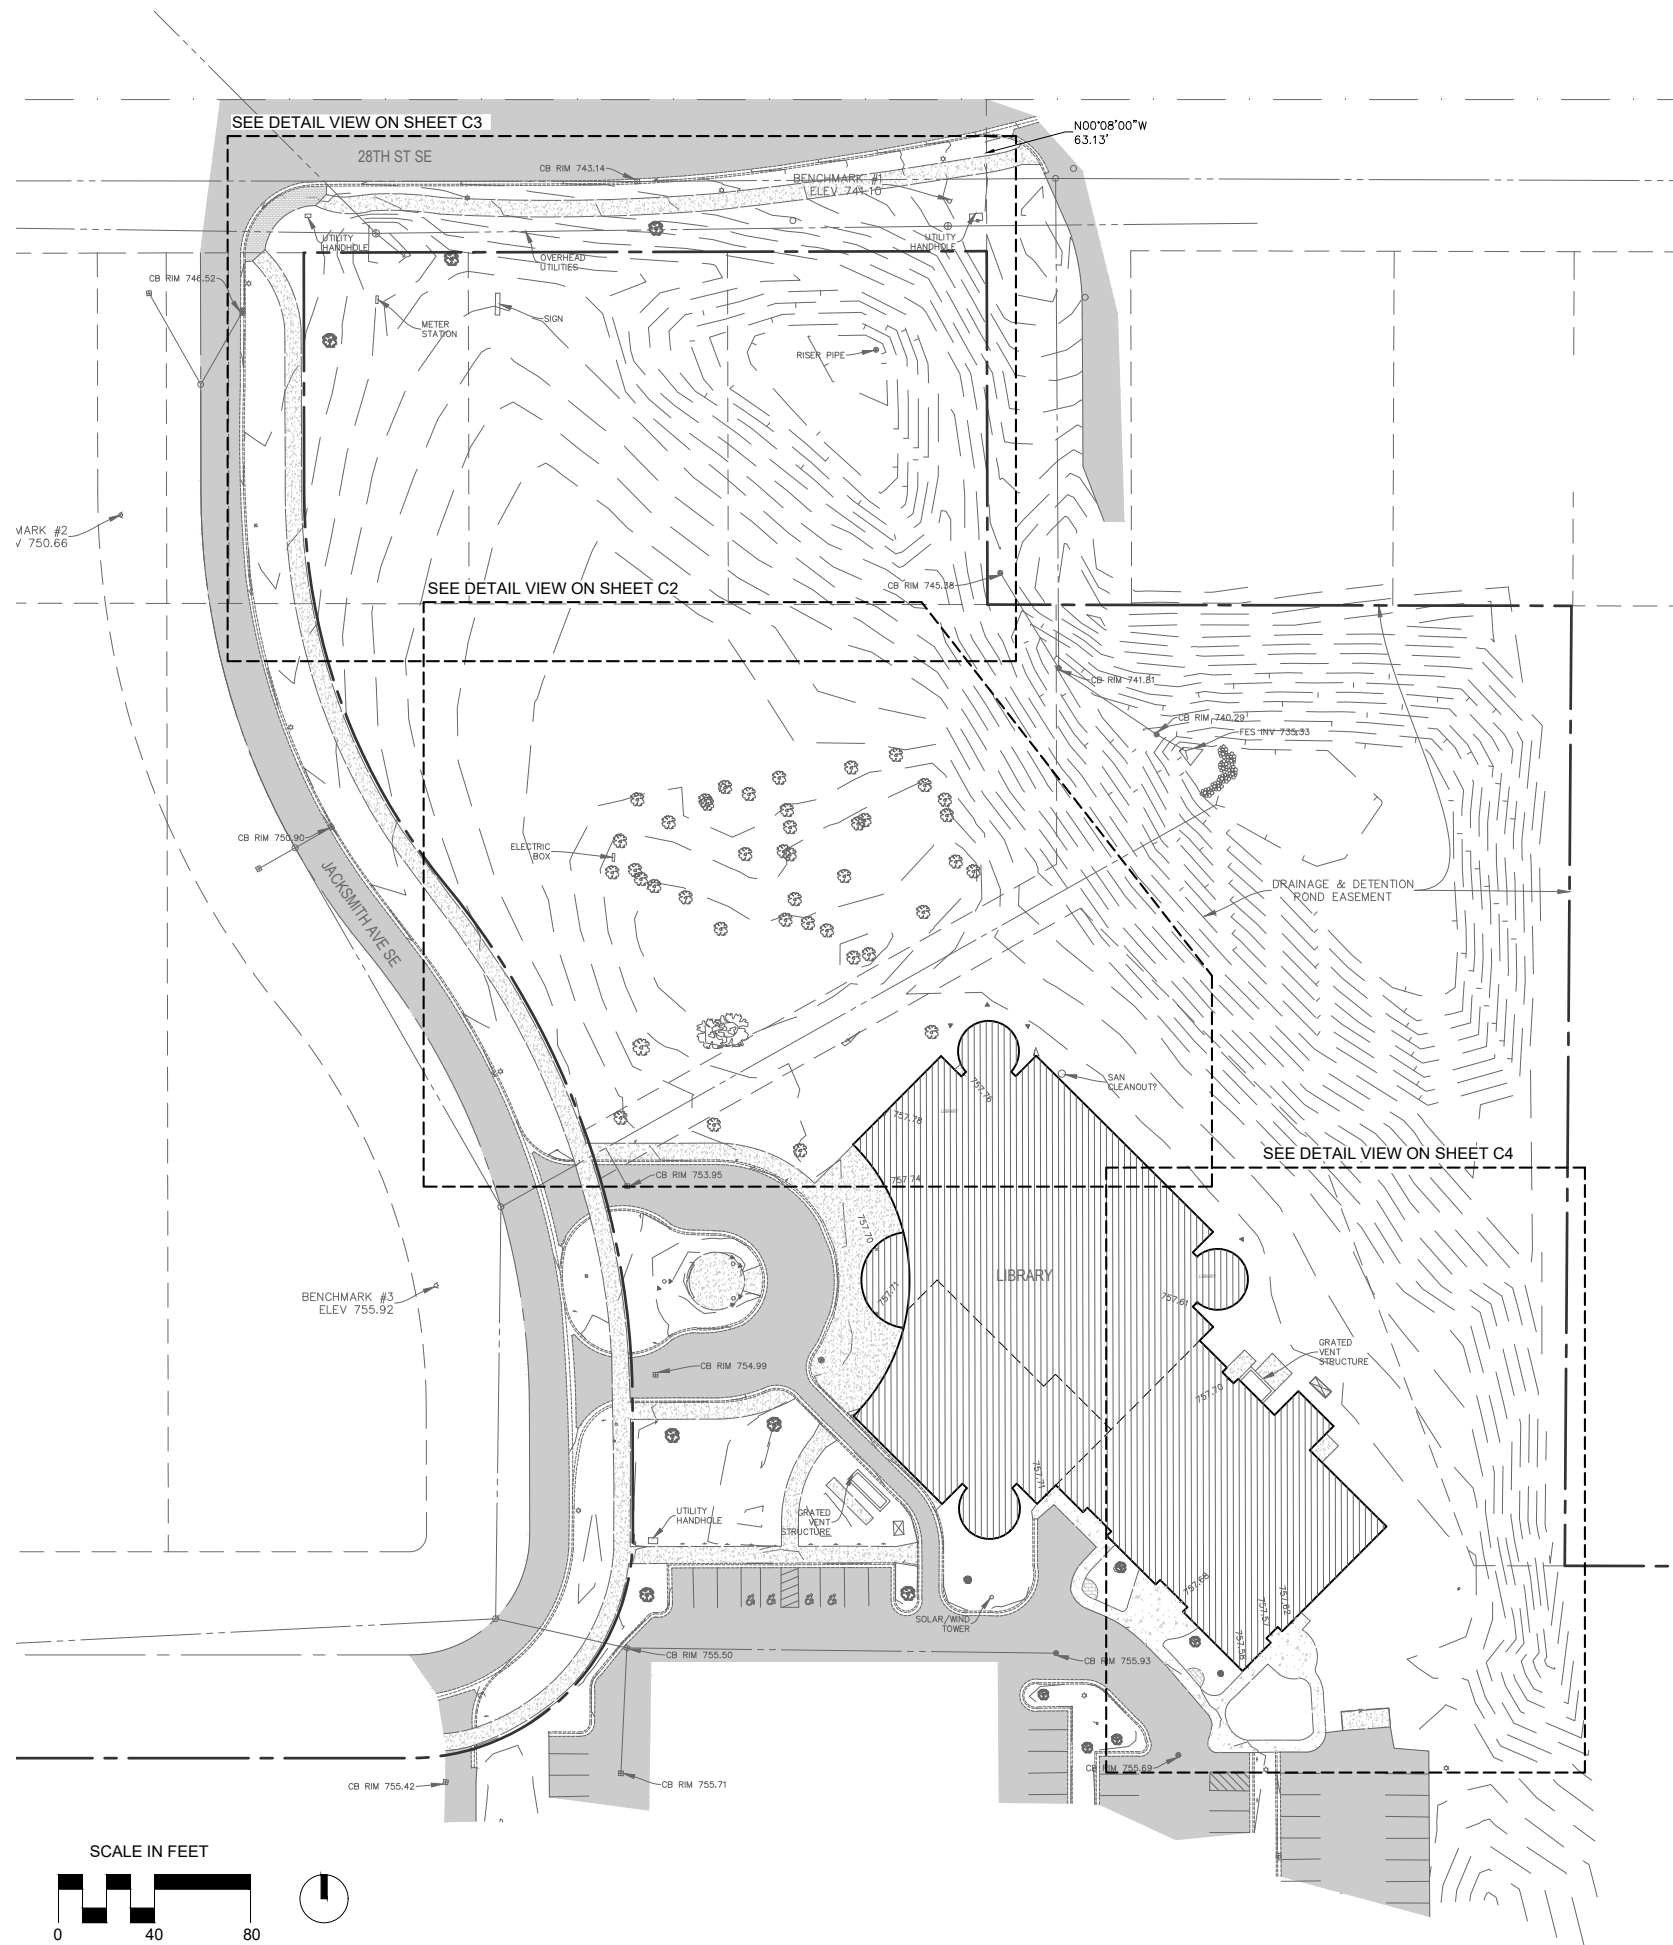 SEE DETAIL VIEW ON SHEET C3
N00°08'00"W
63.13'
28TH ST SE
CB RIM 743.14
BENCHMARK #1
ELEV 741.10
UTILITY
HANDHOLE
UTILITY
HANDHOLE
OVERHEAD
UTILITIES
CB RIM 746.52
METER
STATION
SIGN
RISER PIPE
MARK #2
V 750.66
SEE DETAIL VIEW ON SHEET C2
CB RIM 745.38
CB RIM 741.81
CB RIM 740.29
FES INV 735.33
CB RIM 750.90
ELECTRIC
BOX
JACKSMITH AVE SE
DRAINAGE & DETENTION
POND EASEMENT
SAN
CLEANOUT?
757.76
757.78
LIBRARY
SEE DETAIL VIEW ON SHEET C4
CB RIM 753.95
757.74
757.70
LIBRARY
LIBRARY
757.71
757.61
BENCHMARK #3
ELEV 755.92
GRATED
VENT
STRUCTURE
CB RIM 754.99
757.70
757.71
UTILITY
HANDHOLE
GRATED
VENT
STRUCTURE
757.68
757.62
757.57
757.58
SOLAR/WIND
TOWER
CB RIM 755.50
CB RIM 755.93
CB RIM 755.69
CB RIM 755.42
CB RIM 755.71
SCALE IN FEET
0 40 80